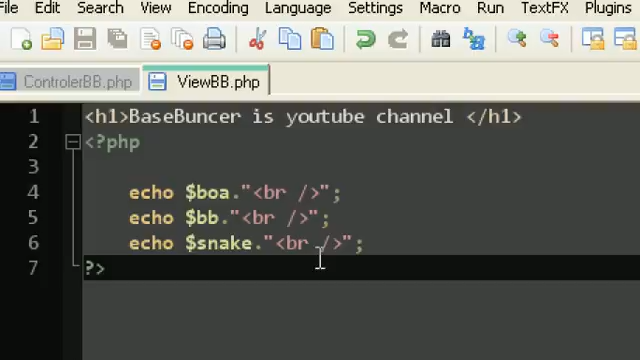 File Edit Search View Encoding Language Settings Macro Run TextFX Plugins
ControlerBB.php ViewBB.php
1 <h1>BaseBuncer is youtube channel </h1>
2 <?php
3
4 echo $boa."<br />";
5 echo $bb."<br />";
6 echo $snake."<br />";
7 ?>